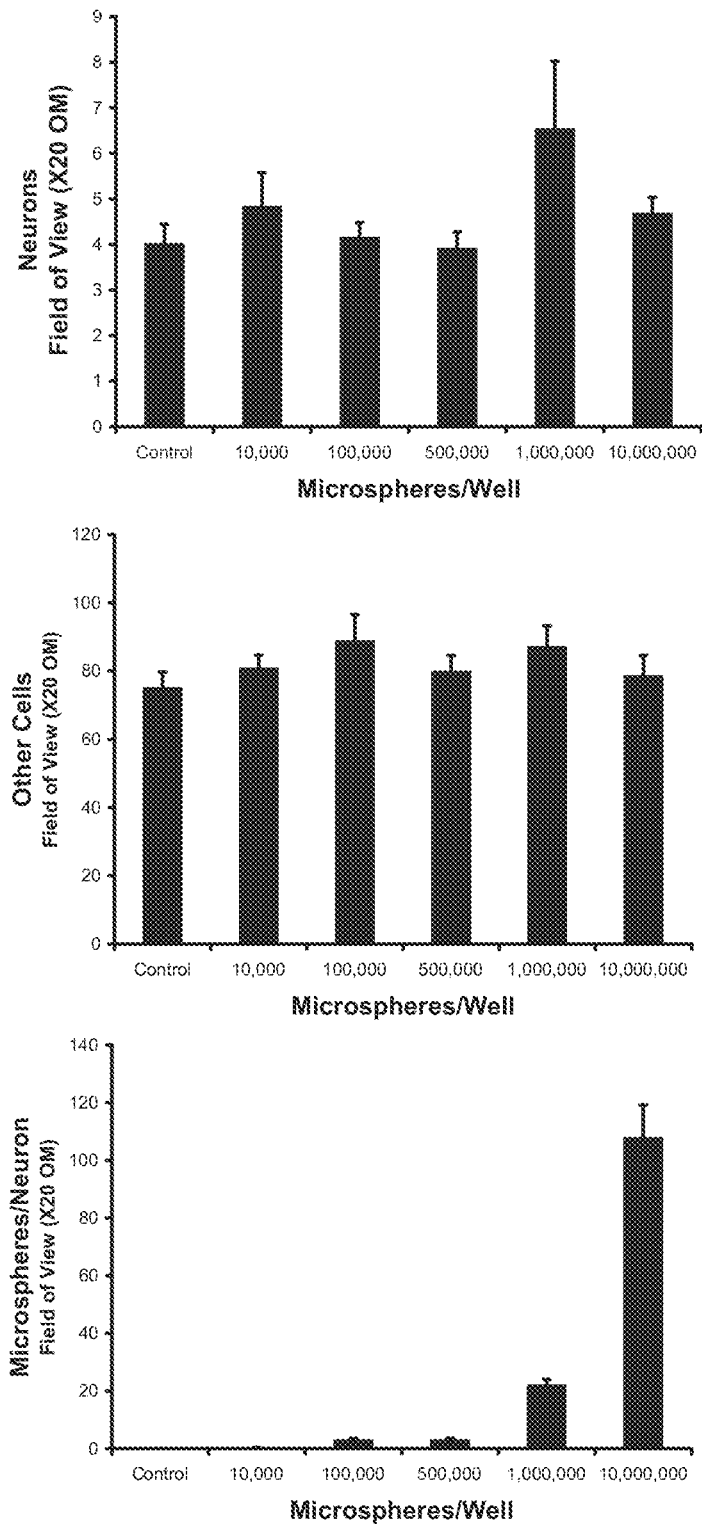 Neurons
Field of View (X20 OM)
9
8
7
6
5
4
3
2
1
0
Control 10,000 100,000 500,000 1,000,000 10,000,000
Microspheres/Well
Other Cells
Field of View (X20 OM)
120
100
80
60
40
20
0
Control 10,000 100,000 500,000 1,000,000 10,000,000
Microspheres/Well
Microspheres/Neuron
Field of View (X20 OM)
140
120
100
80
60
40
20
0
Control 10,000 100,000 500,000 1,000,000 10,000,000
Microspheres/Well